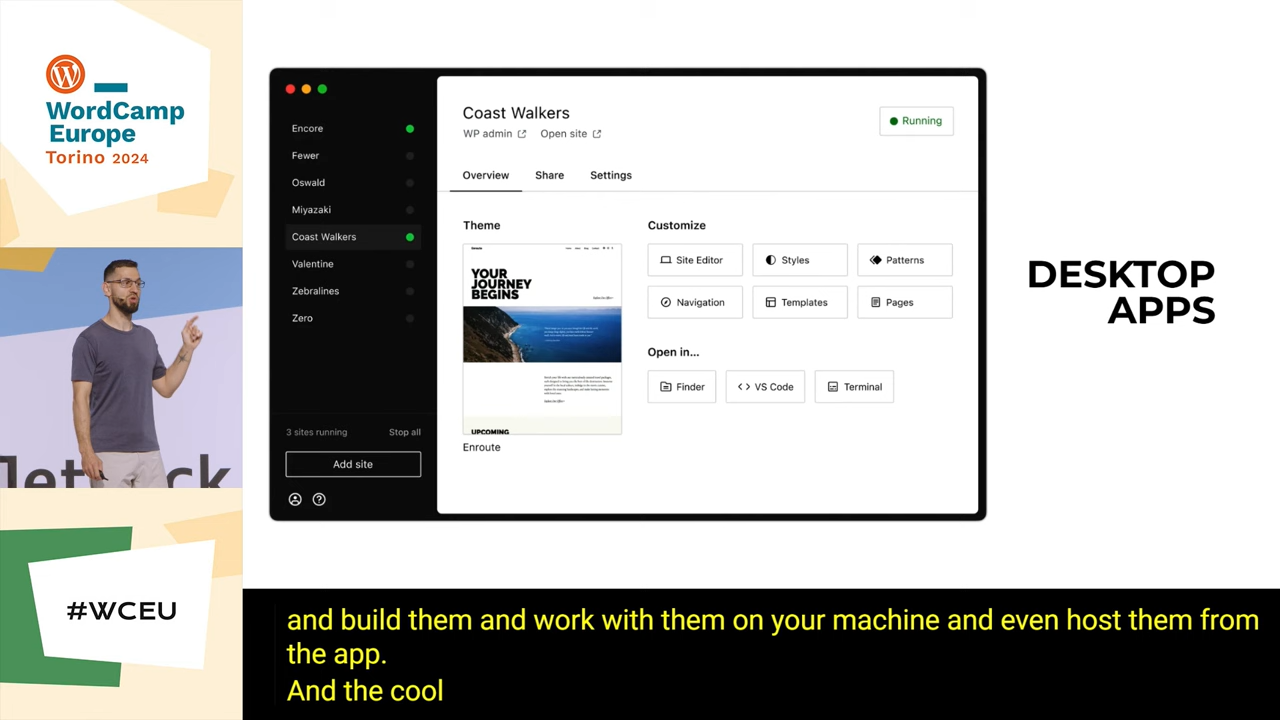 WordCamp
Europe
Torino 2024
Jetpack
#WCEU
Encore
Fewer
Oswald
Miyazaki
Coast Walkers
Valentine
Zebralines
Zero
3 sites running
Stop all
Add site
Coast Walkers
WP admin
Open site
Running
Overview
Share
Settings
Theme
YOUR
JOURNEY
BEGINS
UPCOMING
Enroute
Customize
Site Editor
Styles
Patterns
Navigation
Templates
Pages
Open in...
Finder
VS Code
Terminal
DESKTOP
APPS
and build them and work with them on your machine and even host them from
the app.
And the cool